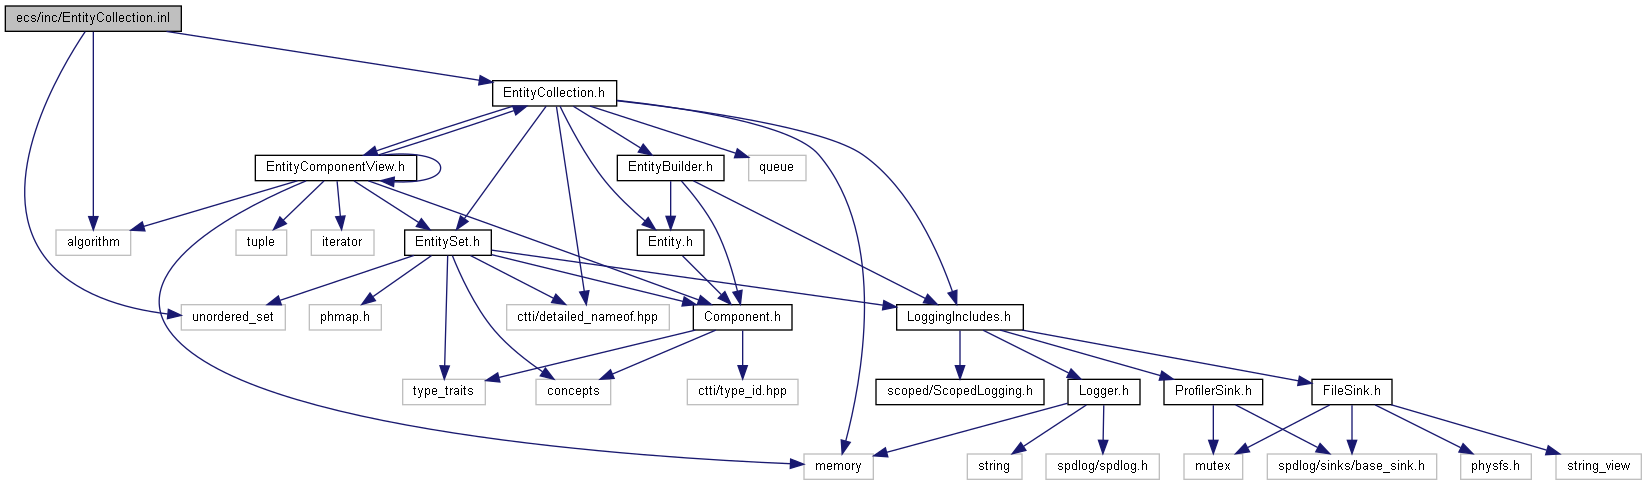 ecs/inc/EntityCollection.inl
EntityCollection.h
EntityComponentView.h
EntityBuilder.h
queue
algorithm
tuple
iterator
EntitySet.h
Entity.h
unordered_set
phmap.h
ctti/detailed_nameof.hpp
Component.h
LoggingIncludes.h
type_traits
concepts
ctti/type_id.hpp
scoped/ScopedLogging.h
Logger.h
ProfilerSink.h
FileSink.h
memory
string
spdlog/spdlog.h
mutex
spdlog/sinks/base_sink.h
physfs.h
string_view